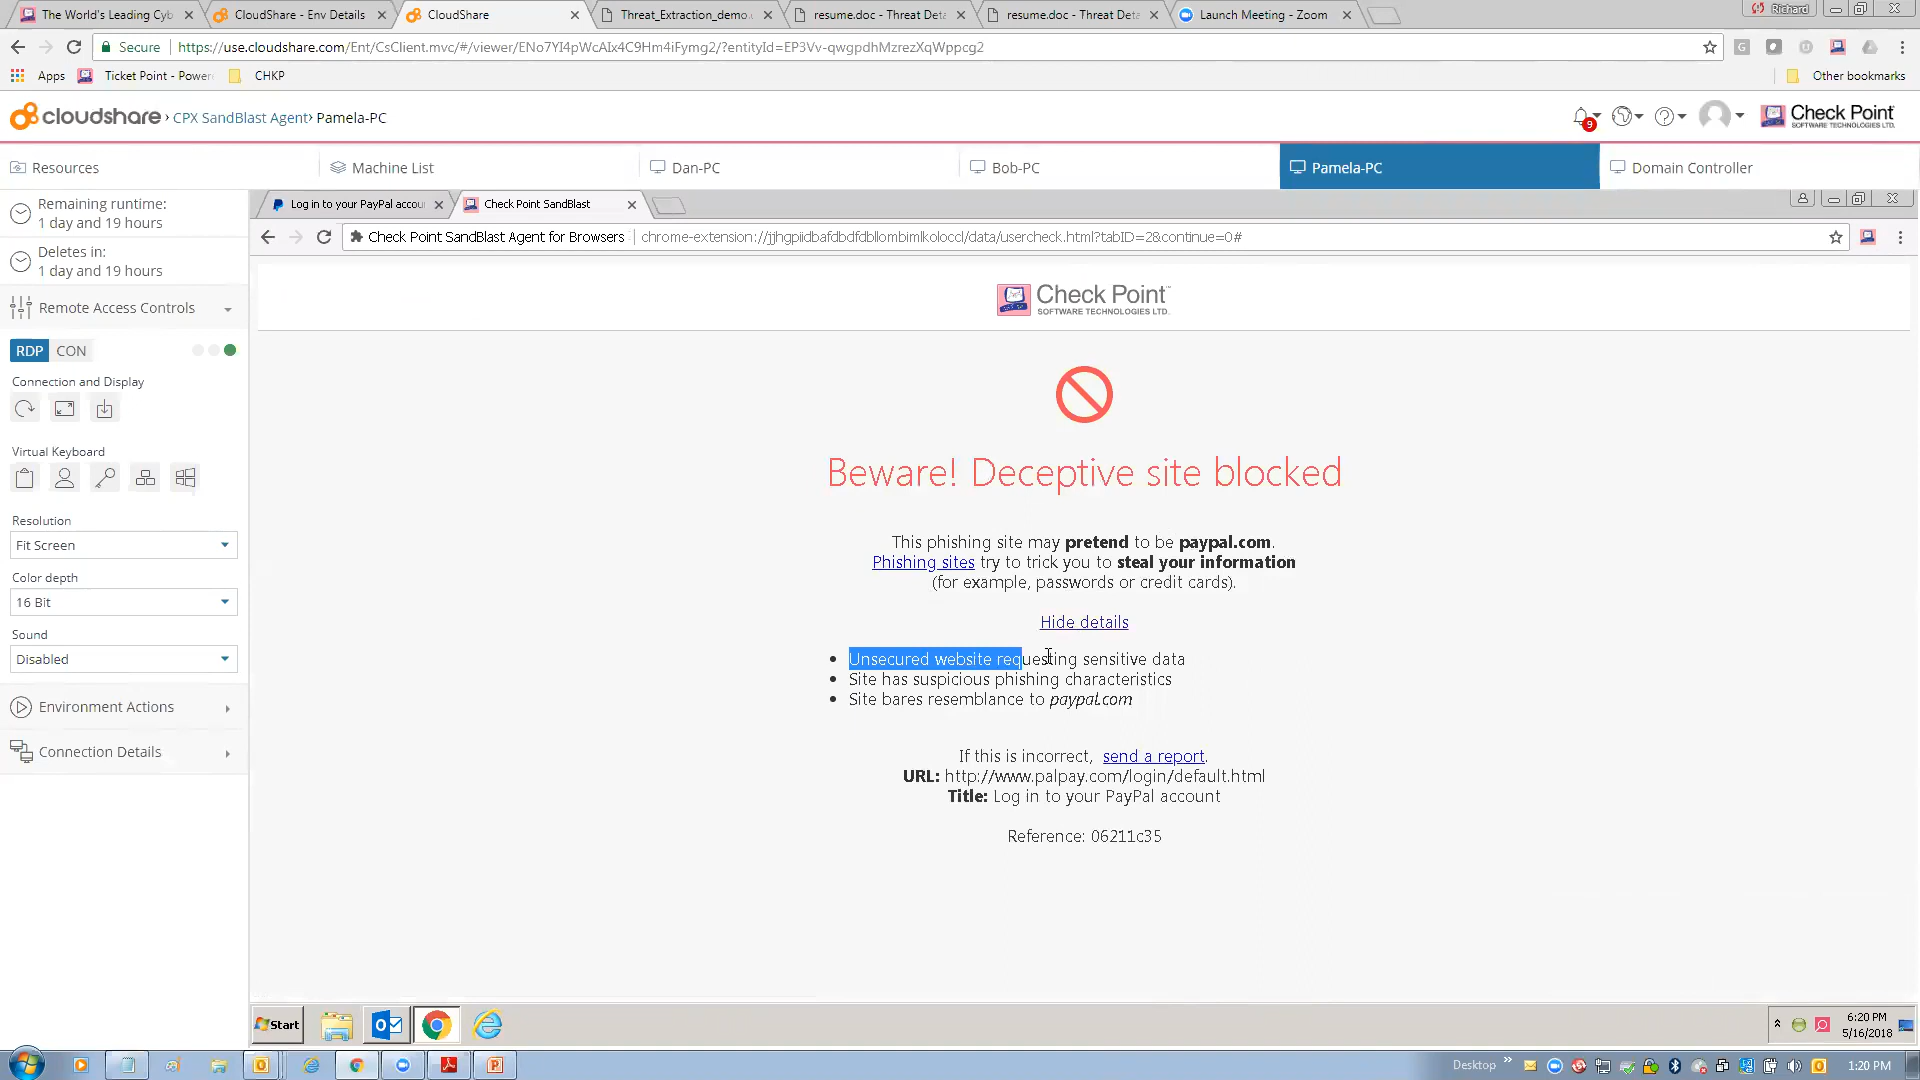 The World's Leading Cyb
CloudShare - Env Details
CloudShare
Threat_Extraction_demo.
resume.doc - Threat Deta
resume.doc - Threat Deta
Launch Meeting - Zoom
Richard
Secure
https://use.cloudshare.com/Ent/CsClient.mvc/#/viewer/ENo7YI4pWcAIx4C9Hm4iFymg2/?entityId=EP3Vv-qwgpdhMzrezXqWppcg2
Apps
Ticket Point - Power
CHKP
Other bookmarks
cloudshare › CPX SandBlast Agent› Pamela-PC
9
Check Point
SOFTWARE TECHNOLOGIES LTD.
Resources
Machine List
Dan-PC
Bob-PC
Pamela-PC
Domain Controller
Remaining runtime:
1 day and 19 hours
Deletes in:
1 day and 19 hours
Remote Access Controls
RDP
CON
Connection and Display
Virtual Keyboard
Resolution
Fit Screen
Color depth
16 Bit
Sound
Disabled
Environment Actions
Connection Details
Log in to your PayPal accou
Check Point SandBlast
Check Point SandBlast Agent for Browsers
chrome-extension://jjhgpiidbafdbdfdbllombimlkoloccl/data/usercheck.html?tabID=2&continue=0#
Check Point™
SOFTWARE TECHNOLOGIES LTD.
Beware! Deceptive site blocked
This phishing site may pretend to be paypal.com.
Phishing sites try to trick you to steal your information
(for example, passwords or credit cards).
Hide details
• Unsecured website requesting sensitive data
• Site has suspicious phishing characteristics
• Site bares resemblance to paypal.com
If this is incorrect, send a report.
URL: http://www.palpay.com/login/default.html
Title: Log in to your PayPal account
Reference: 06211c35
Start
6:20 PM
5/16/2018
Desktop
1:20 PM